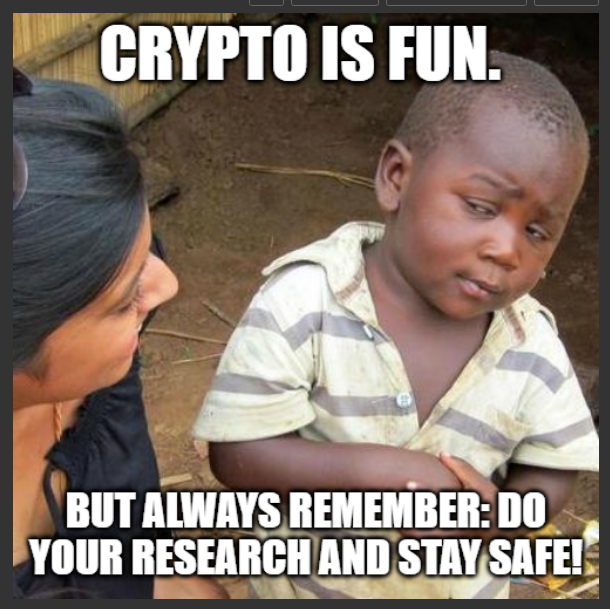 CRYPTO IS FUN.
BUT ALWAYS REMEMBER: DO
YOUR RESEARCH AND STAY SAFE!